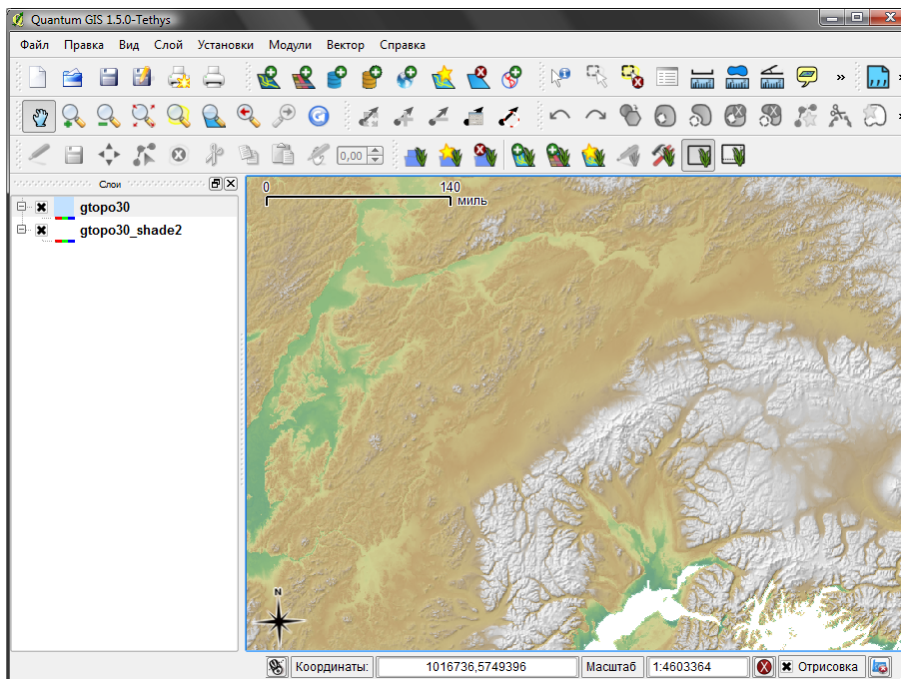 Quantum GIS 1.5.0-Tethys
Файл Правка Вид Слой Установки Модули Вектор Справка
»
0,00
Слои
gtopo30
gtopo30_shade2
0 140
миль
N
Координаты: 1016736,5749396 Масштаб 1:4603364 Отрисовка